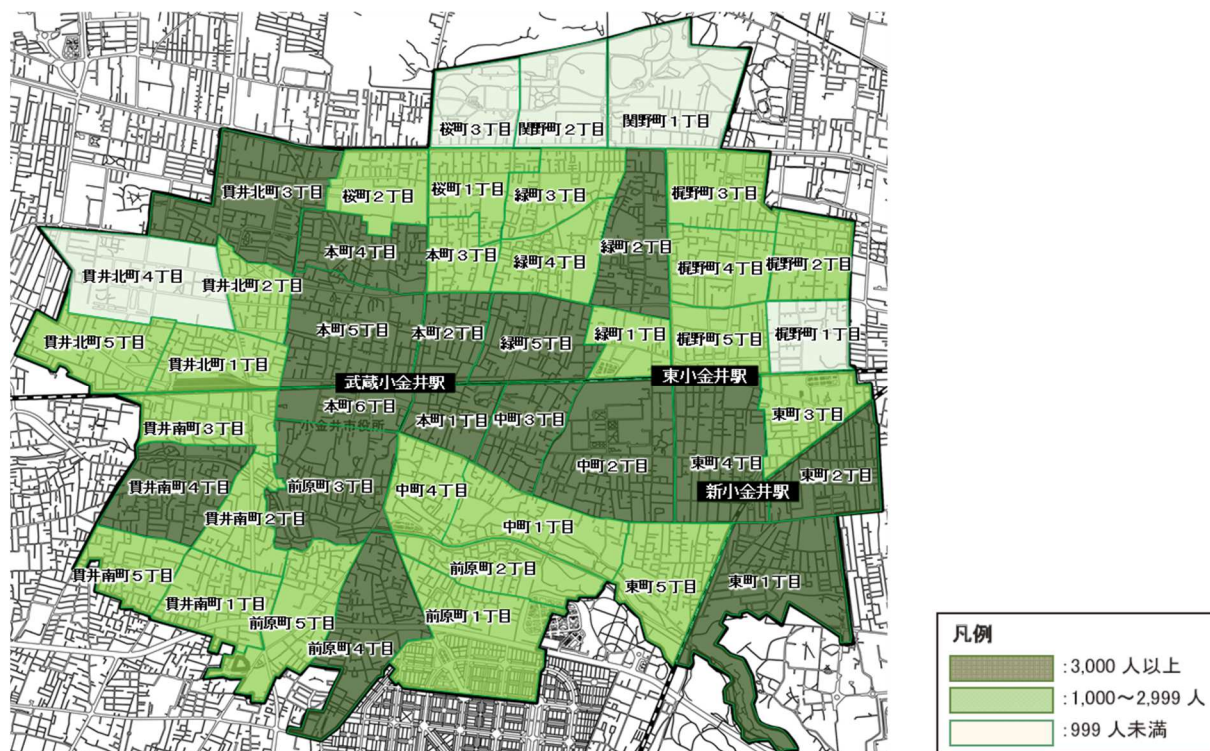 桜町３丁目
関野町２丁目
関野町１丁目
貫井北町３丁目
桜町２丁目
桜町１丁目
緑町３丁目
梶野町３丁目
本町４丁目
本町３丁目
緑町４丁目
緑町２丁目
梶野町４丁目
梶野町２丁目
貫井北町４丁目
貫井北町２丁目
本町５丁目
本町２丁目
緑町５丁目
緑町１丁目
梶野町５丁目
梶野町１丁目
貫井北町５丁目
貫井北町１丁目
武蔵小金井駅
東小金井駅
本町６丁目
小金井市役所
本町１丁目
中町３丁目
東町３丁目
貫井南町３丁目
中町２丁目
東町４丁目
東町２丁目
新小金井駅
貫井南町４丁目
前原町３丁目
中町４丁目
貫井南町２丁目
中町１丁目
貫井南町５丁目
前原町２丁目
東町５丁目
東町１丁目
貫井南町１丁目
前原町５丁目
前原町１丁目
前原町４丁目
凡例
：3,000 人以上
：1,000～2,999 人
：999 人未満